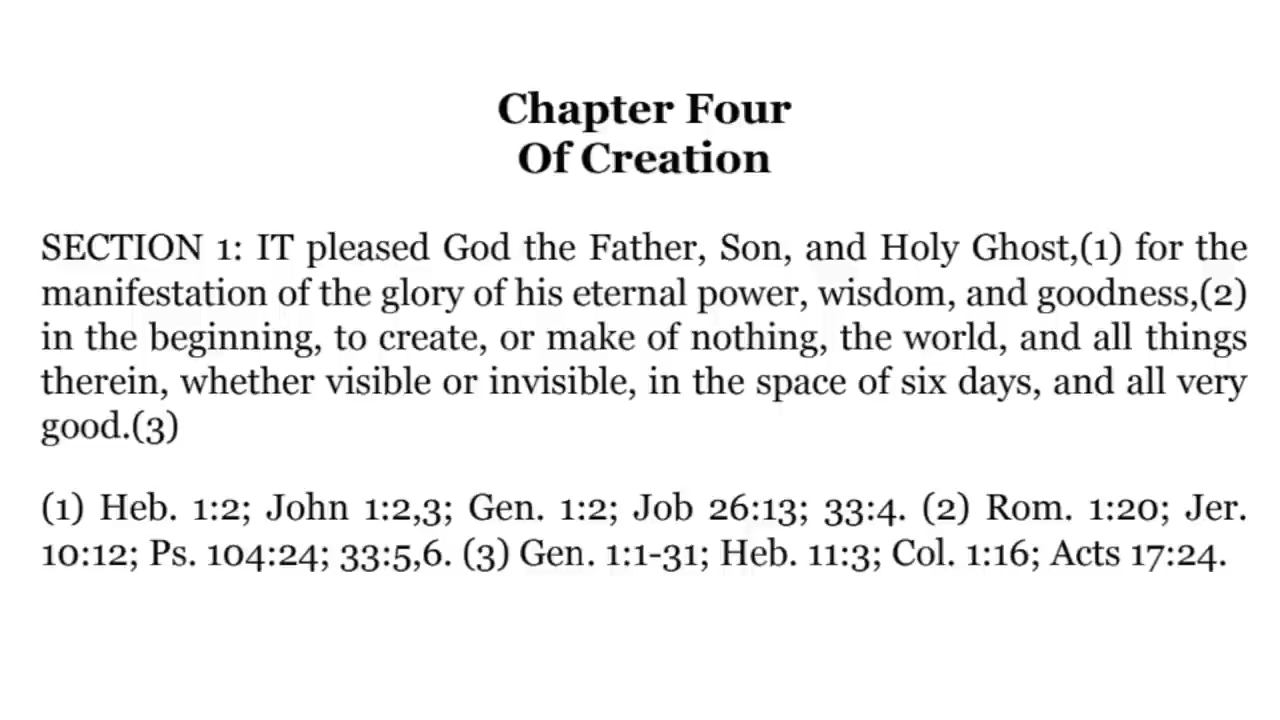 Chapter Four
Of Creation
SECTION 1: IT pleased God the Father, Son, and Holy Ghost,(1) for the
manifestation of the glory of his eternal power, wisdom, and goodness,(2)
in the beginning, to create, or make of nothing, the world, and all things
therein, whether visible or invisible, in the space of six days, and all very
good.(3)
(1) Heb. 1:2; John 1:2,3; Gen. 1:2; Job 26:13; 33:4. (2) Rom. 1:20; Jer.
10:12; Ps. 104:24; 33:5,6. (3) Gen. 1:1-31; Heb. 11:3; Col. 1:16; Acts 17:24.